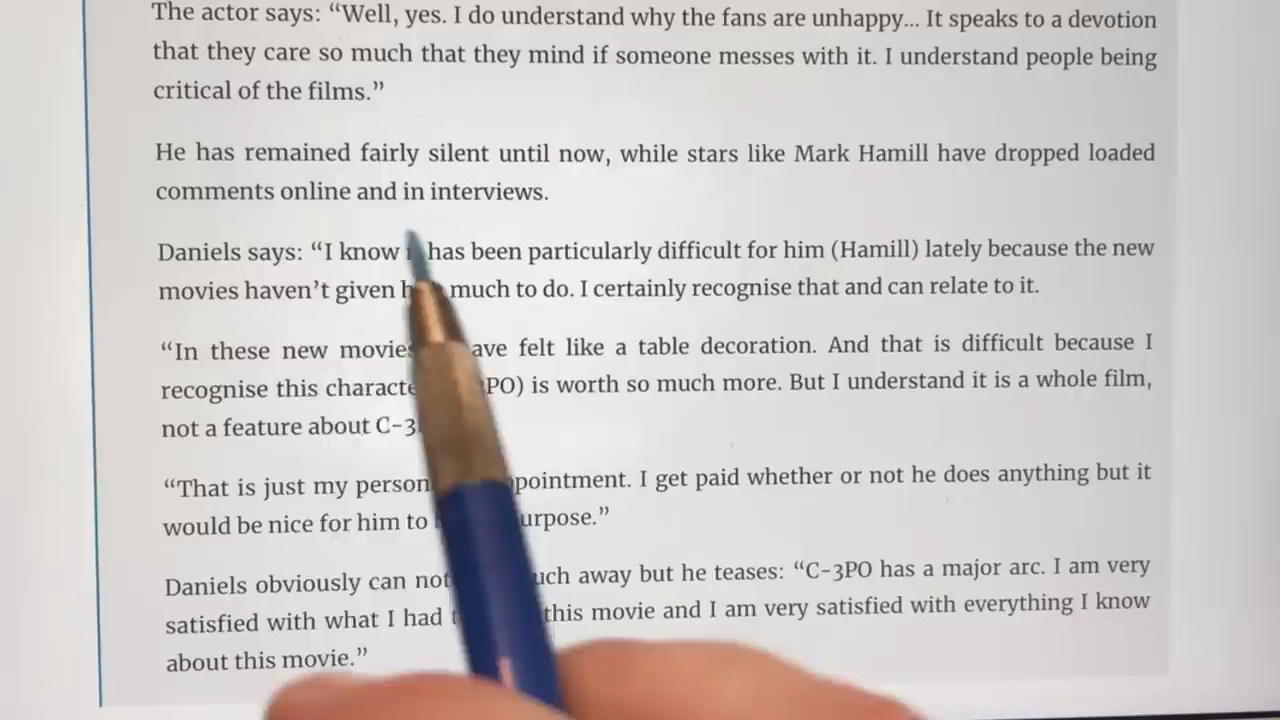 The actor says: “Well, yes. I do understand why the fans are unhappy... It speaks to a devotion
that they care so much that they mind if someone messes with it. I understand people being
critical of the films.”
He has remained fairly silent until now, while stars like Mark Hamill have dropped loaded
comments online and in interviews.
Daniels says: “I know has been particularly difficult for him (Hamill) lately because the new
movies haven’t given much to do. I certainly recognise that and can relate to it.
“In these new movies felt like a table decoration. And that is difficult because I
recognise this is worth so much more. But I understand it is a whole film,
not a feature about
“That is just my I get paid whether or not he does anything but it
would be nice for him to
Daniels obviously can not away but he teases: “C-3PO has a major arc. I am very
satisfied with what I had this movie and I am very satisfied with everything I know
about this movie.”